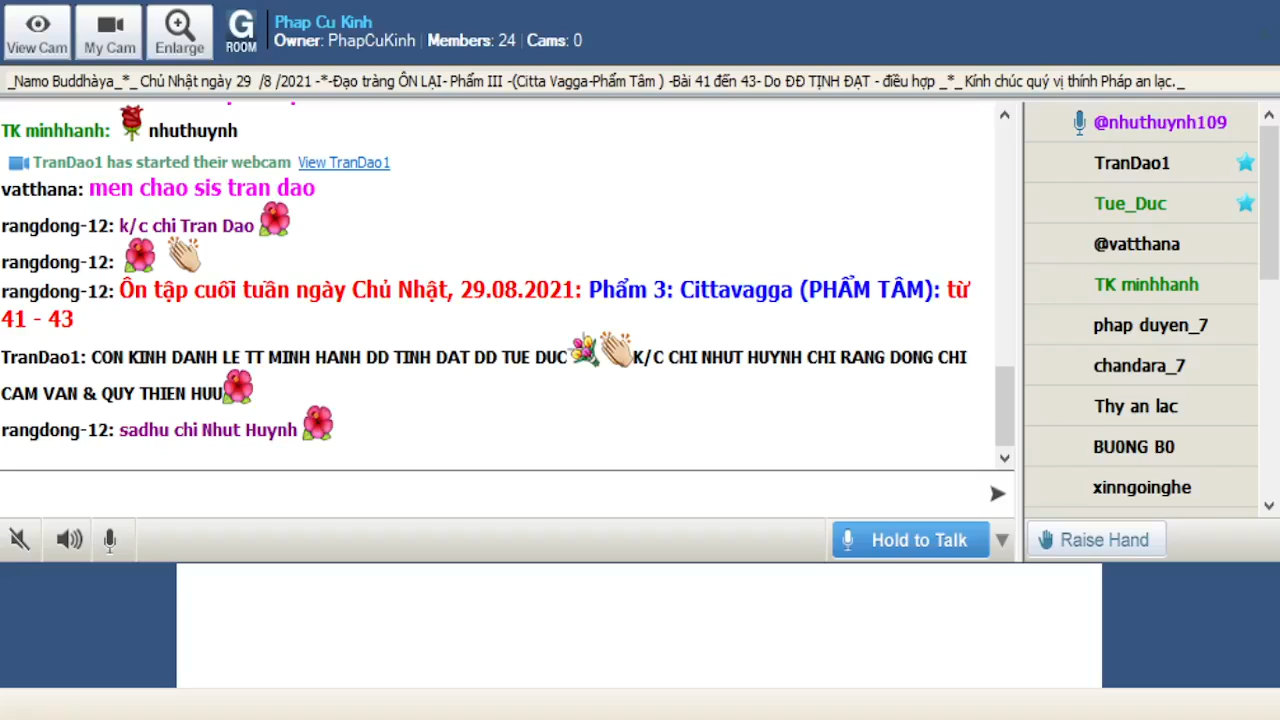 View Cam
My Cam
Enlarge
G ROOM
Phap Cu Kinh
Owner: PhapCuKinh | Members: 24 | Cams: 0
_Namo Buddhàya_*_ Chủ Nhật ngày 29 /8 /2021 -*-Đạo tràng ÔN LẠI- Phẩm III -(Citta Vagga-Phẩm Tâm ) -Bài 41 đến 43- Do ĐĐ TỊNH ĐẠT - điều hợp _*_ Kính chúc quý vị thính Pháp an lạc._
TK minhhanh: nhuthuynh
TranDao1 has started their webcam View TranDao1
vatthana: men chao sis tran dao
rangdong-12: k/c chi Tran Dao
rangdong-12:
rangdong-12: Ôn tập cuối tuần ngày Chủ Nhật, 29.08.2021: Phẩm 3: Cittavagga (PHẨM TÂM): từ
41 - 43
TranDao1: CON KINH DANH LE TT MINH HANH DD TINH DAT DD TUE DUC K/C CHI NHUT HUYNH CHI RANG DONG CHI
CAM VAN & QUY THIEN HUU
rangdong-12: sadhu chi Nhut Huynh
@nhuthuynh109
TranDao1
Tue_Duc
@vatthana
TK minhhanh
phap duyen_7
chandara_7
Thy an lac
BU0NG B0
xinngoinghe
Hold to Talk
Raise Hand